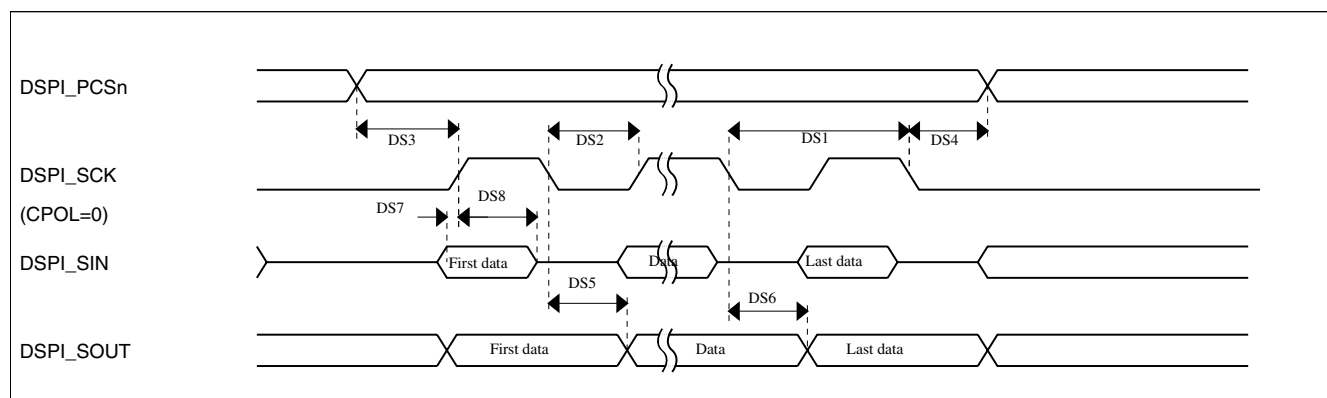 DSPI_PCSn
DS3
DS2
DS1
DS4
DSPI_SCK
(CPOL=0)
DS7
DS8
DSPI_SIN
First data
Data
Last data
DS5
DS6
DSPI_SOUT
First data
Data
Last data